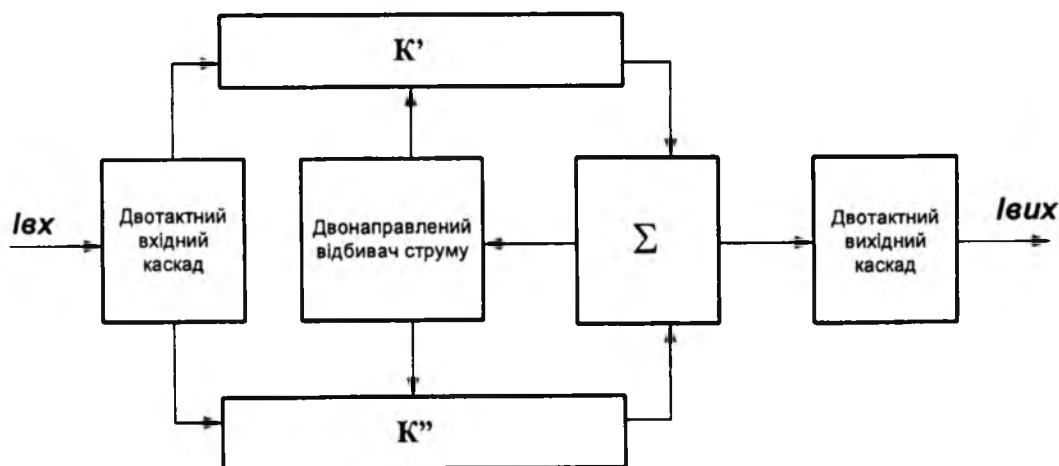 К’
Iвх
Двотактний
вхідний
каскад
Двонаправлений
відбивач струму
Σ
Двотактний
вихідний
каскад
Iвих
К”